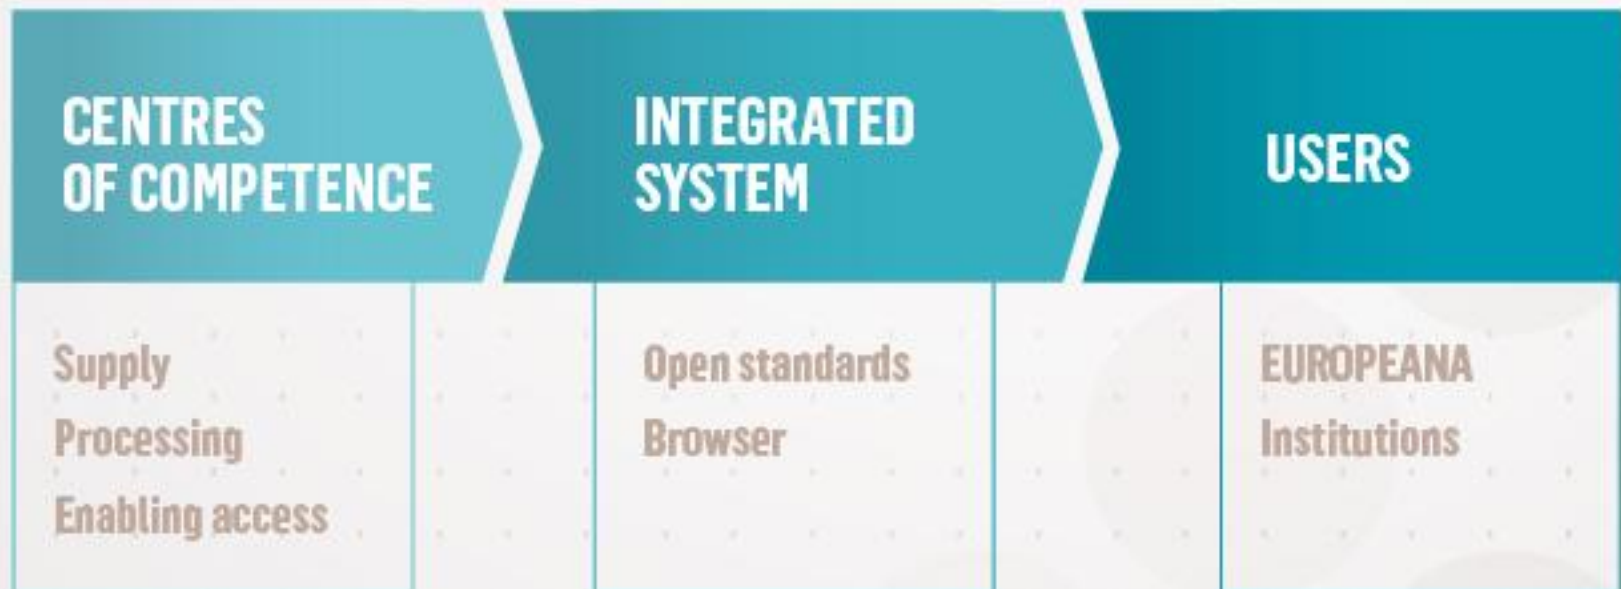 CENTRES
OF COMPETENCE
INTEGRATED
SYSTEM
USERS
Supply
Processing
Enabling access
Open standards
Browser
EUROPEANA
Institutions